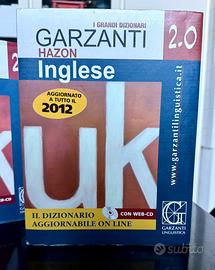 I GRANDI DIZIONARI
GARZANTI
HAZON
2.0
Inglese
AGGIORNATO
A TUTTO IL
2012
uk
www.garzantilinguistica.it
IL DIZIONARIO
AGGIORNABILE ON LINE
CON WEB-CD
G
GARZANTI
LINGUISTICA
subito